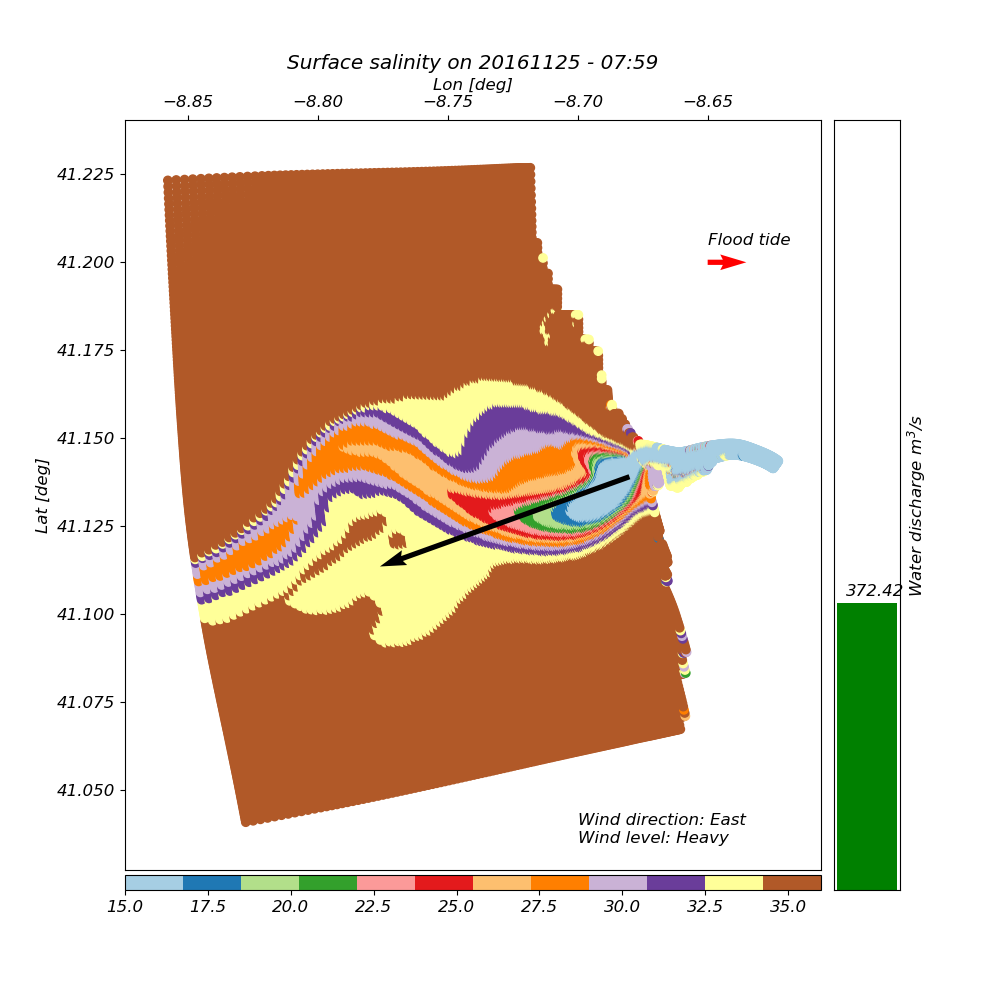 Surface salinity on 20161125 - 07:59
Lon [deg]
−8.85 −8.80 −8.75 −8.70 −8.65
41.225
41.200
41.175
41.150
41.125
41.100
41.075
41.050
Lat [deg]
Flood tide
Wind direction: East
Wind level: Heavy
372.42
Water discharge m³/s
15.0 17.5 20.0 22.5 25.0 27.5 30.0 32.5 35.0